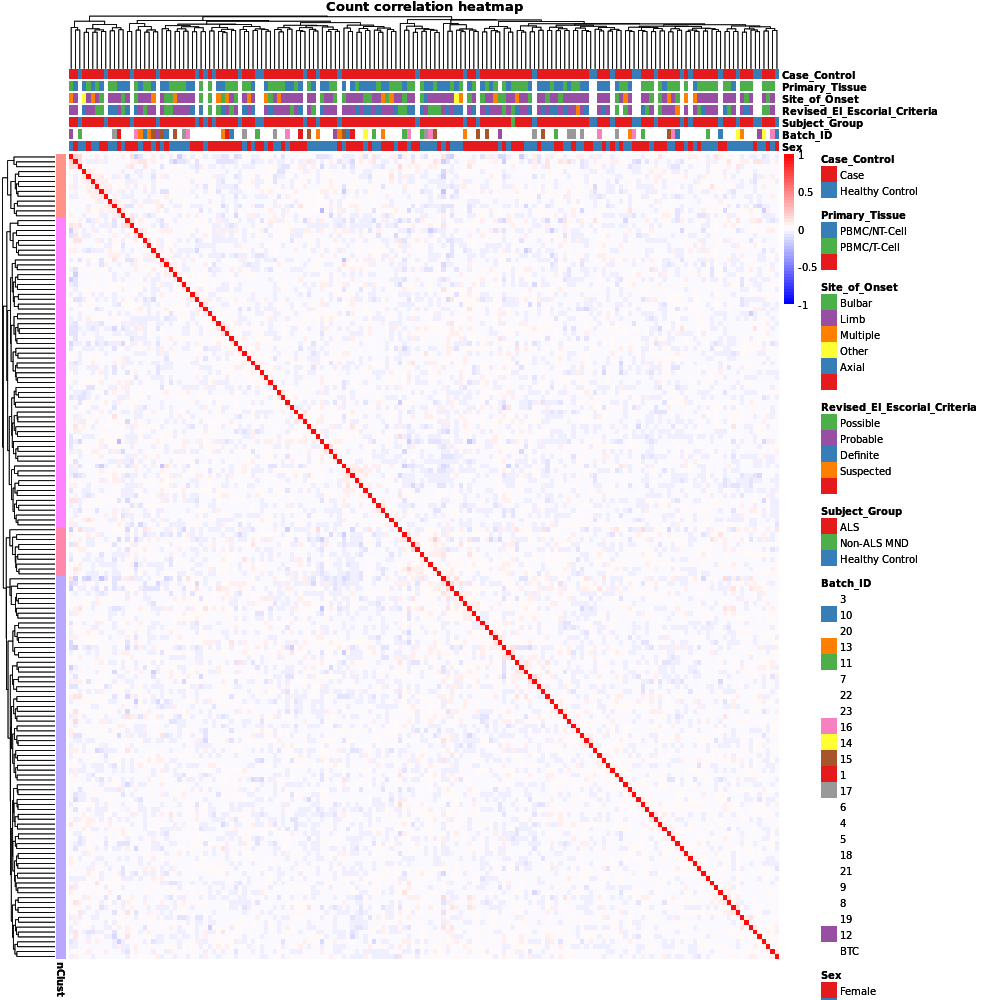 Count correlation heatmap
Case_Control
Primary_Tissue
Site_of_Onset
Revised_El_Escorial_Criteria
Subject_Group
Batch_ID
Sex
1
0.5
0
-0.5
-1
nClust
Case_Control
Case
Healthy Control
Primary_Tissue
PBMC/NT-Cell
PBMC/T-Cell
Site_of_Onset
Bulbar
Limb
Multiple
Other
Axial
Revised_El_Escorial_Criteria
Possible
Probable
Definite
Suspected
Subject_Group
ALS
Non-ALS MND
Healthy Control
Batch_ID
3
10
20
13
11
7
22
23
16
14
15
1
17
6
4
5
18
21
9
8
19
12
BTC
Sex
Female